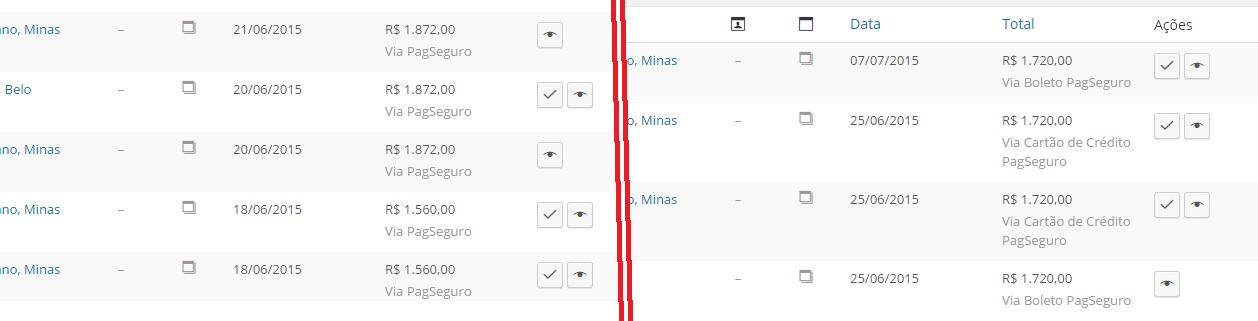 ano, Minas – 21/06/2015 R$ 1.872,00
Via PagSeguro
, Belo – 20/06/2015 R$ 1.872,00
Via PagSeguro
ano, Minas – 20/06/2015 R$ 1.872,00
Via PagSeguro
ano, Minas – 18/06/2015 R$ 1.560,00
Via PagSeguro
ano, Minas – 18/06/2015 R$ 1.560,00
Via PagSeguro
Data Total Ações
o, Minas – 07/07/2015 R$ 1.720,00
Via Boleto PagSeguro
o, Minas – 25/06/2015 R$ 1.720,00
Via Cartão de Crédito
PagSeguro
o, Minas – 25/06/2015 R$ 1.720,00
Via Cartão de Crédito
PagSeguro
– 25/06/2015 R$ 1.720,00
Via Boleto PagSeguro